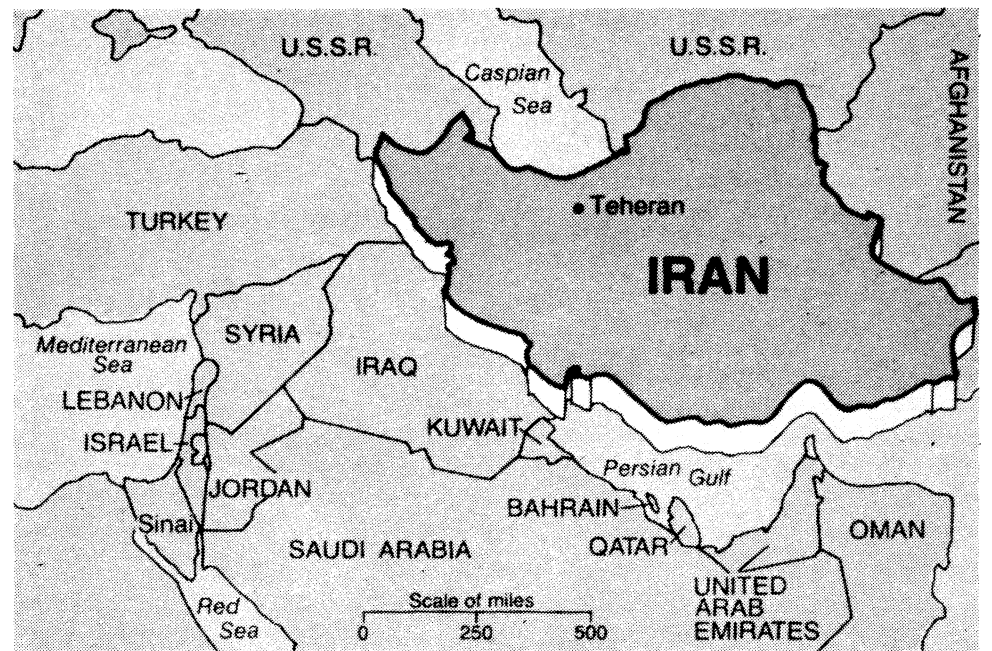 U.S.S.R.
U.S.S.R.
Caspian
Sea
AFGHANISTAN
Teheran
TURKEY
IRAN
SYRIA
Mediterranean
Sea
IRAQ
LEBANON
KUWAIT
ISRAEL
Persian Gulf
JORDAN
BAHRAIN
Sinai
OMAN
SAUDI ARABIA
QATAR
UNITED
ARAB
EMIRATES
Red
Sea
Scale of miles
0 250 500